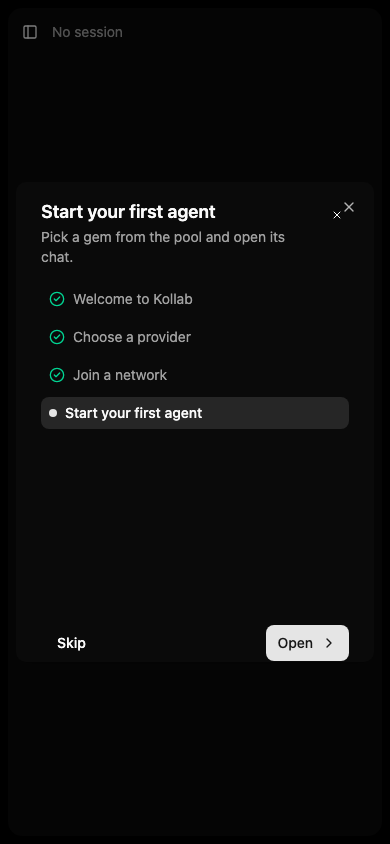 No session
Start your first agent
Pick a gem from the pool and open its
chat.
Welcome to Kollab
Choose a provider
Join a network
Start your first agent
Skip
Open